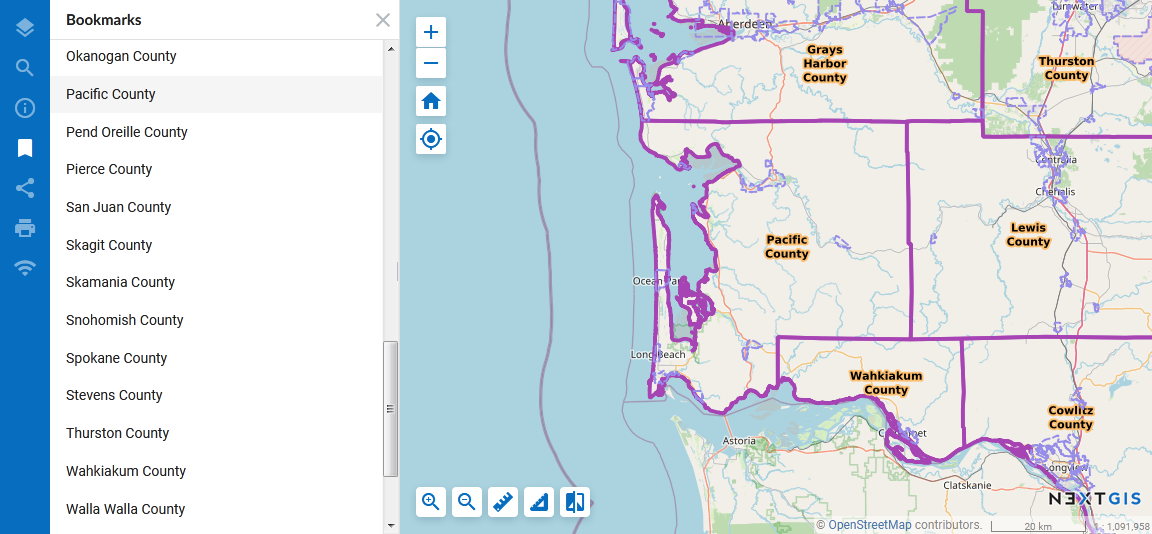 Bookmarks
Okanogan County
Pacific County
Pend Oreille County
Pierce County
San Juan County
Skagit County
Skamania County
Snohomish County
Spokane County
Stevens County
Thurston County
Wahkiakum County
Walla Walla County
Aberdeen
Grays
Harbor
County
Tumwater
Thurston
County
Centralia
Chehalis
Lewis
County
Pacific
County
Ocean Par
Long Beach
Wahkiakum
County
Cowlitz
County
Astoria
Clatskanie
Longview
NEXTGIS
© OpenStreetMap contributors.
20 km
1 : 1,091,958